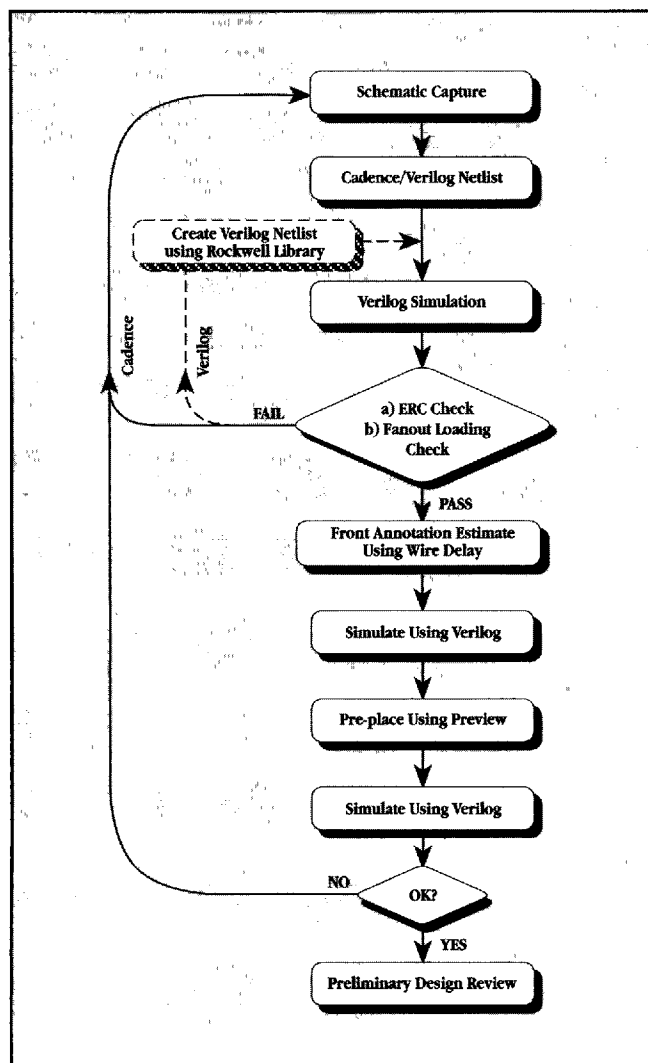 Schematic Capture
Cadence/Verilog Netlist
Create Verilog Netlist
using Rockwell Library
Verilog Simulation
Cadence
Verilog
FAIL
a) ERC Check
b) Fanout Loading
Check
PASS
Front Annotation Estimate
Using Wire Delay
Simulate Using Verilog
Pre-place Using Preview
Simulate Using Verilog
NO
OK?
YES
Preliminary Design Review